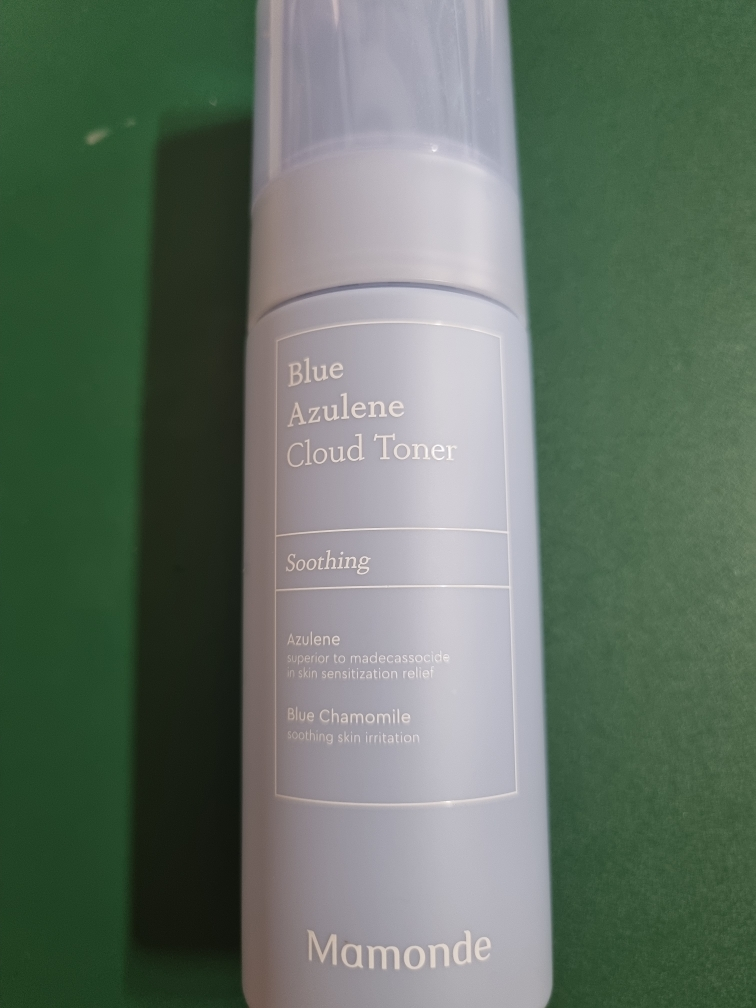 Blue
Azulene
Cloud Toner
Soothing
Azulene
superior to madecassocide
in skin sensitization relief
Blue Chamomile
soothing skin irritation
Mamonde